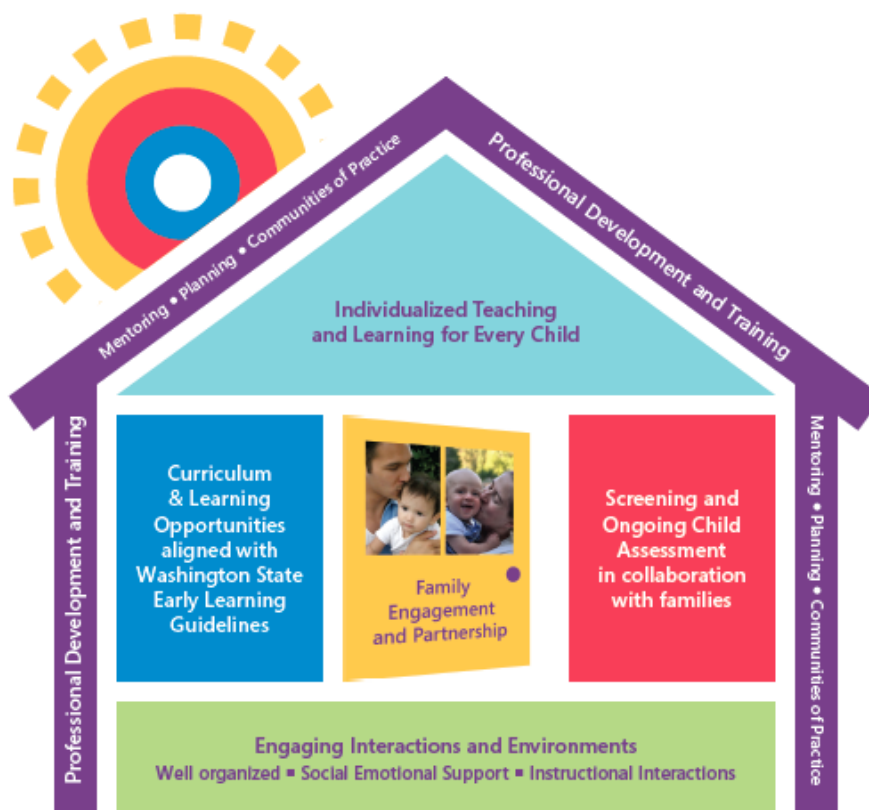 Mentoring ▪ Planning ▪ Communities of Practice
Professional Development and Training
Individualized Teaching
and Learning for Every Child
Professional Development and Training
Curriculum
& Learning
Opportunities
aligned with
Washington State
Early Learning
Guidelines
Family
Engagement
and Partnership
Screening and
Ongoing Child
Assessment
in collaboration
with families
Mentoring ▪ Planning ▪ Communities of Practice
Engaging Interactions and Environments
Well organized ▪ Social Emotional Support ▪ Instructional Interactions